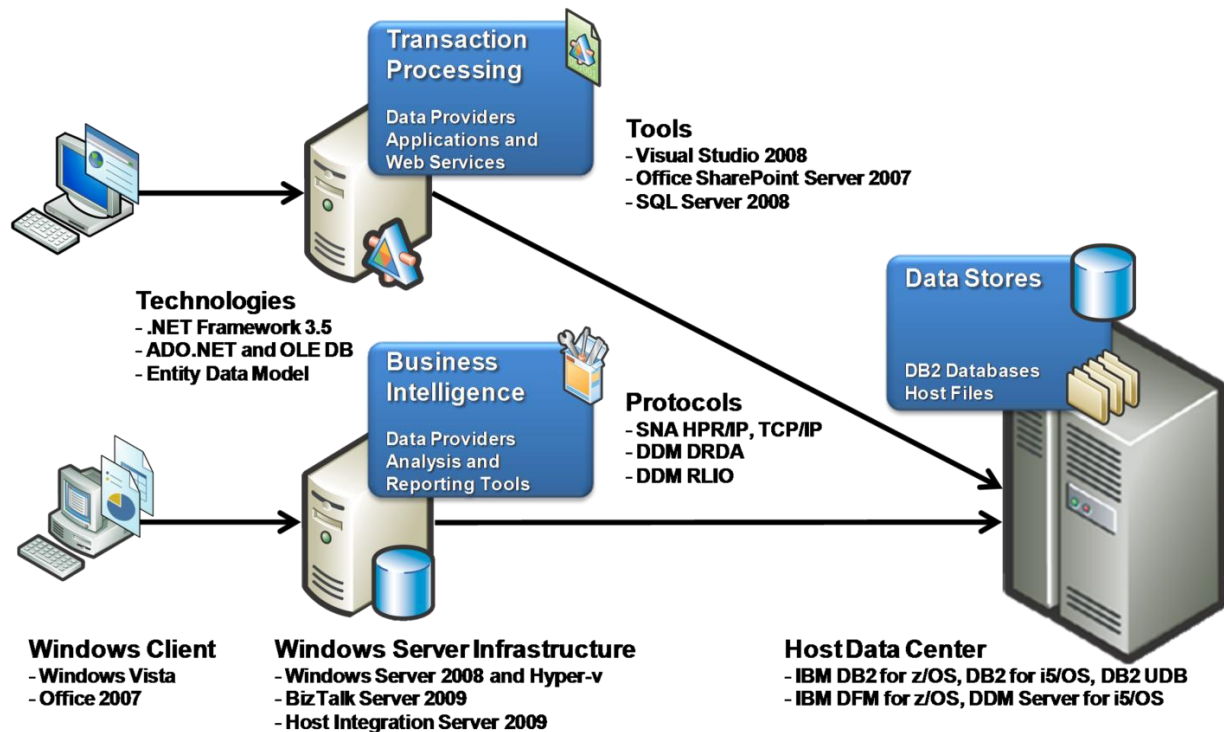 Transaction
Processing
Data Providers
Applications and
Web Services
Tools
- Visual Studio 2008
- Office SharePoint Server 2007
- SQL Server 2008
Data Stores
DB2 Databases
Host Files
Technologies
- .NET Framework 3.5
- ADO.NET and OLE DB
- Entity Data Model
Business
Intelligence
Data Providers
Analysis and
Reporting Tools
Protocols
- SNA HPR/IP, TCP/IP
- DDM DRDA
- DDM RLIO
Windows Client
- Windows Vista
- Office 2007
Windows Server Infrastructure
- Windows Server 2008 and Hyper-v
- BizTalk Server 2009
- Host Integration Server 2009
Host Data Center
- IBM DB2 for z/OS, DB2 for i5/OS, DB2 UDB
- IBM DFM for z/OS, DDM Server for i5/OS